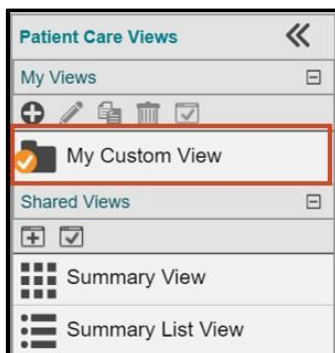 Patient Care Views
My Views
My Custom View
Shared Views
Summary View
Summary List View